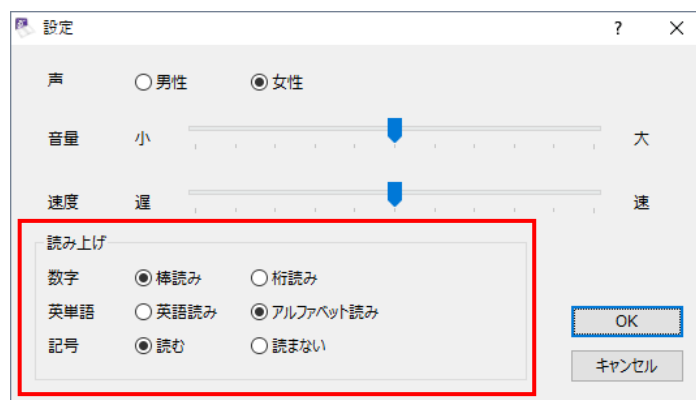 設定 ?
声 男性 女性
音量 小 大
速度 遅 速
読み上げ
数字 棒読み 桁読み
英単語 英語読み アルファベット読み
記号 読む 読まない
OK
キャンセル